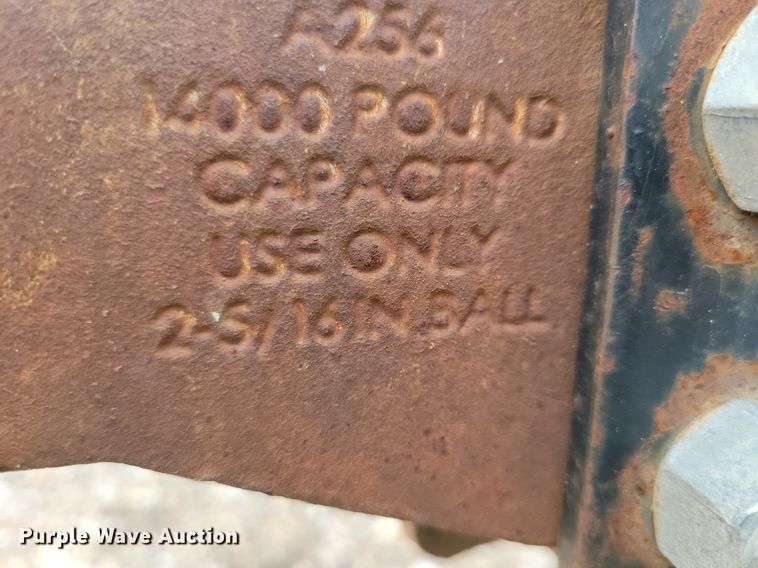 A256
14000 POUND
CAPACITY
USE ONLY
2-5/16 IN BALL
Purple Wave Auction